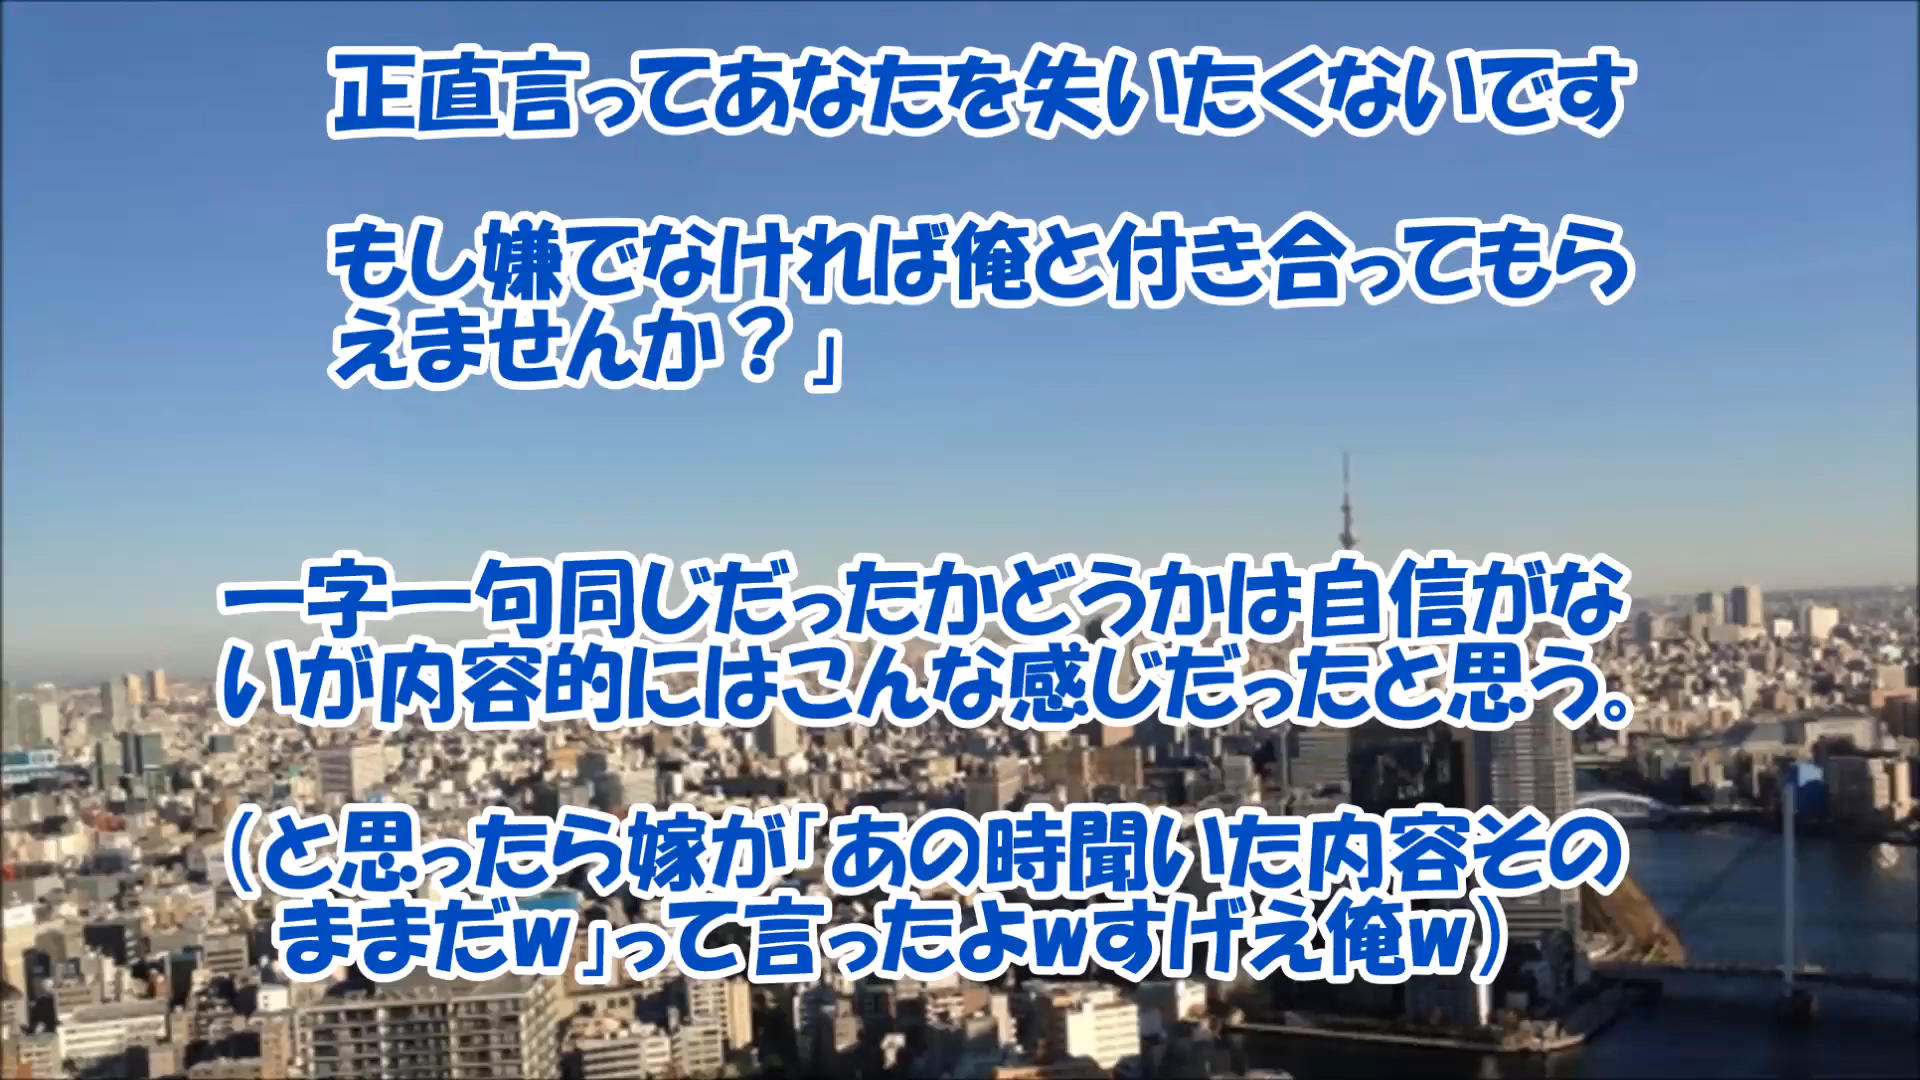 正直言ってあなたを失いたくないです
もし嫌でなければ俺と付き合ってもら
えませんか？」
一字一句同じだったかどうかは自信がな
いが内容的にはこんな感じだったと思う。
（と思ったら嫁が「あの時聞いた内容その
ままだw」って言ったよwすげえ俺w）